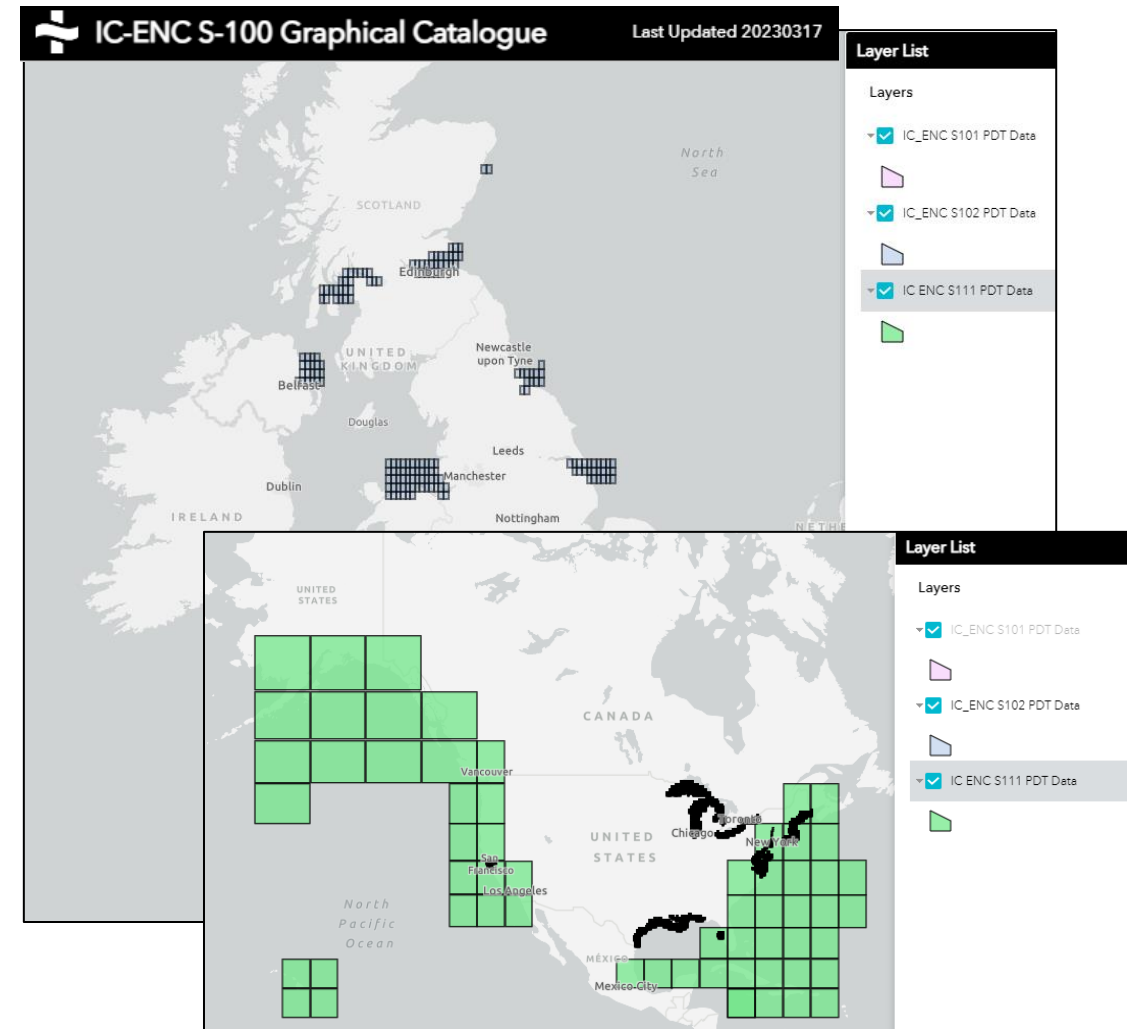 IC-ENC S-100 Graphical Catalogue
Last Updated 20230317
Layer List
Layers
IC_ENC S101 PDT Data
IC_ENC S102 PDT Data
IC ENC S111 PDT Data
North
Sea
SCOTLAND
Edinburgh
UNITED
KINGDOM
Newcastle
upon Tyne
Belfast
Douglas
Leeds
Manchester
Dublin
IRELAND
Nottingham
NETHE
Layer List
Layers
IC_ENC S101 PDT Data
IC_ENC S102 PDT Data
IC ENC S111 PDT Data
UNITED
STATES
CANADA
Vancouver
Toronto
Chicago
New York
UNITED
STATES
San
Francisco
Los Angeles
North
Pacific
Ocean
MÉXICO
Mexico City